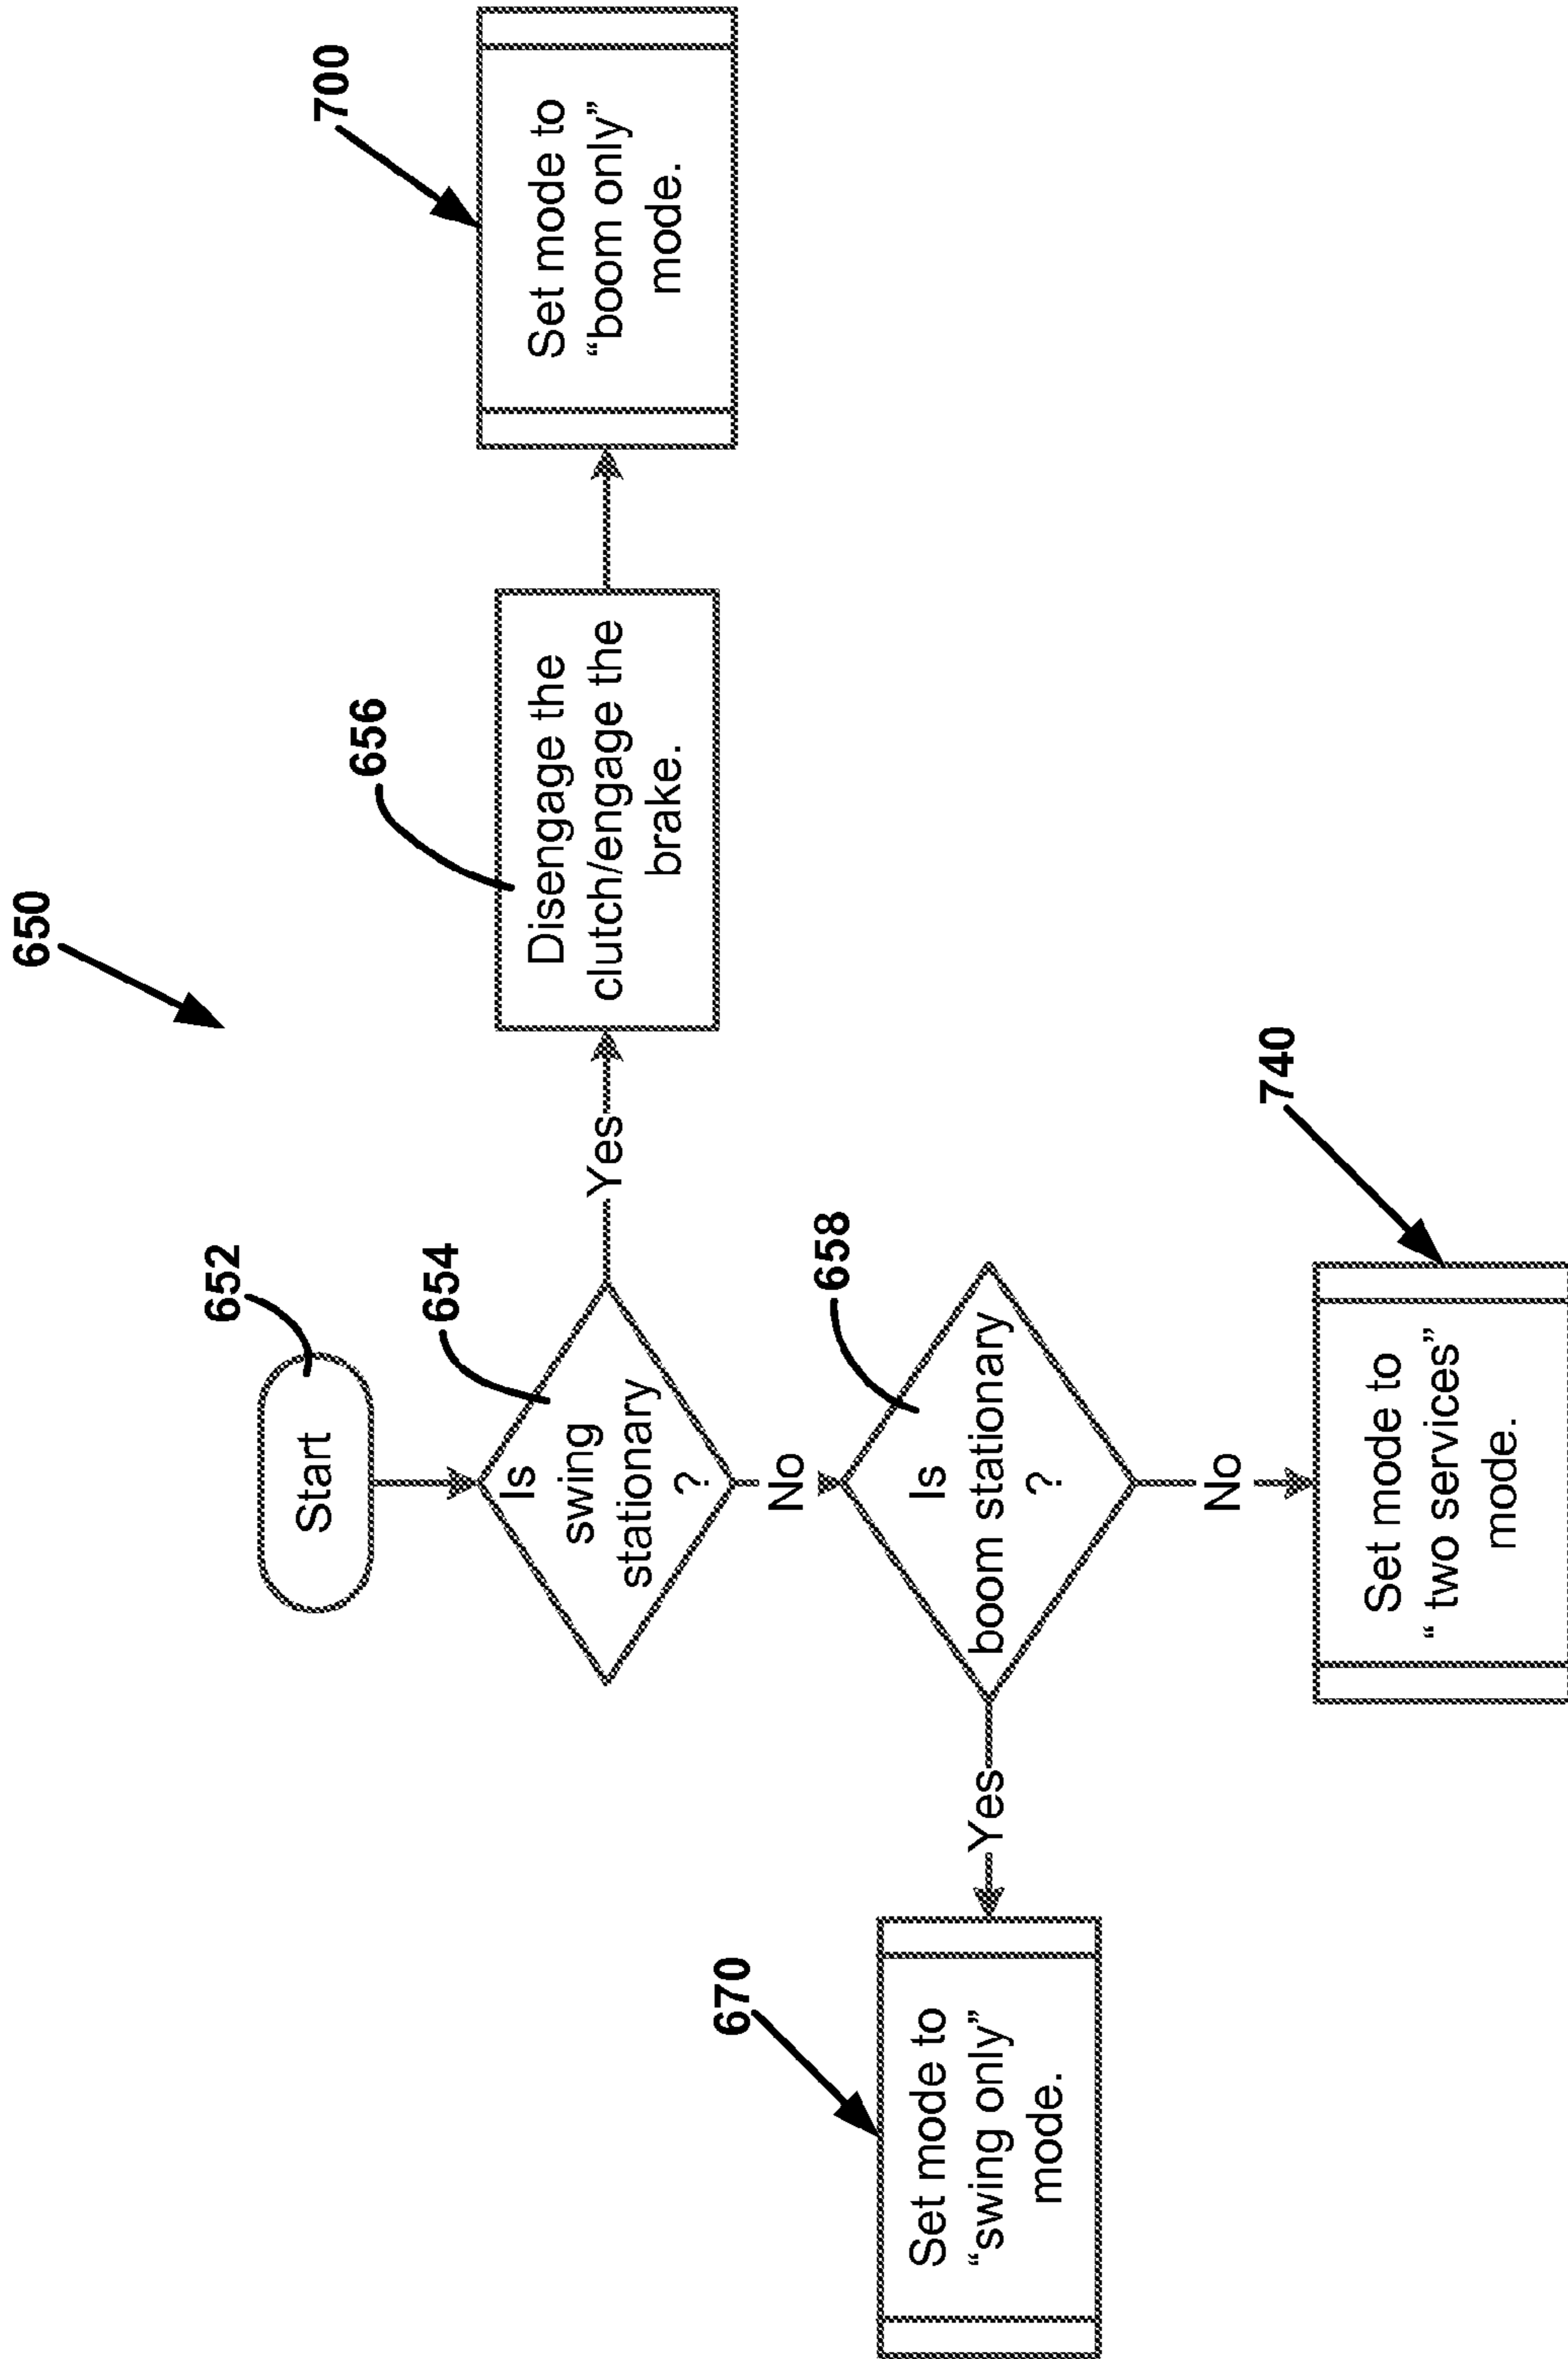 650
652
Start
654
Is
swing
stationary
?
Yes
656
Disengage the
clutch/engage the
brake.
700
Set mode to
“boom only”
mode.
No
658
Is
boom stationary
?
Yes
670
Set mode to
“swing only”
mode.
No
740
Set mode to
“ two services”
mode.